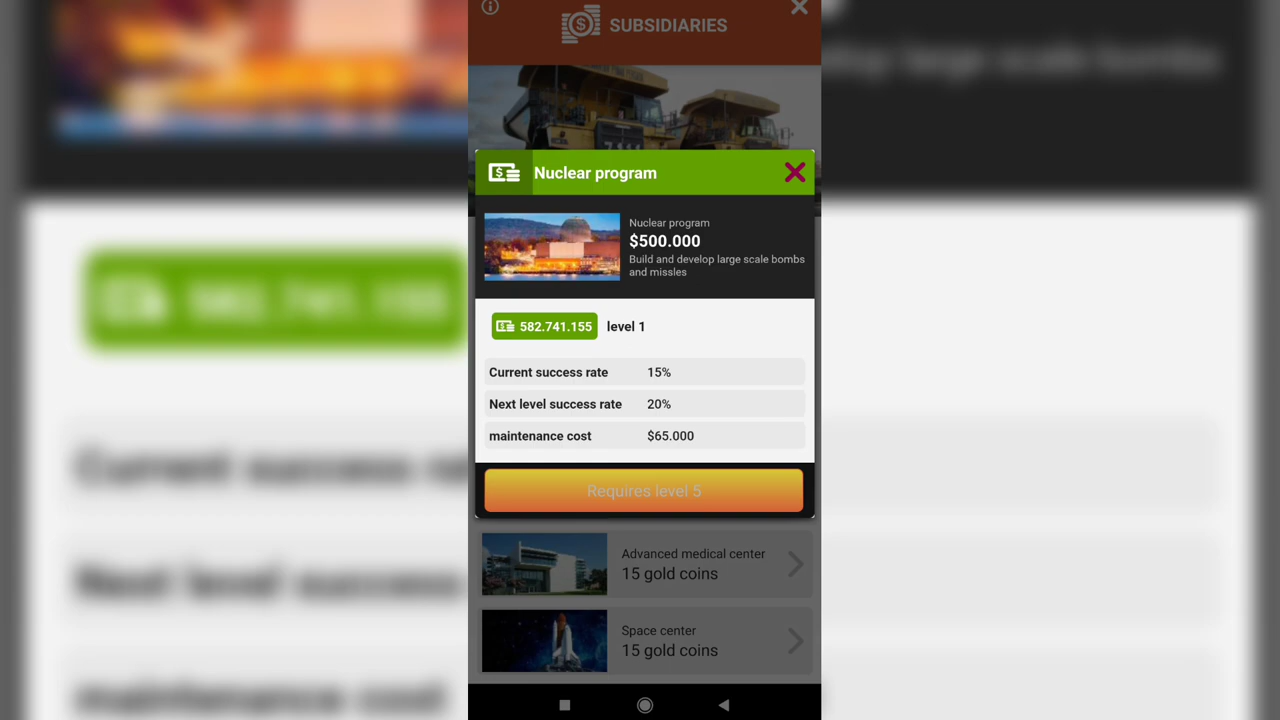 SUBSIDIARIES
Nuclear program
Nuclear program
$500.000
Build and develop large scale bombs
and missles
582.741.155 level 1
Current success rate 15%
Next level success rate 20%
maintenance cost $65.000
Requires level 5
Advanced medical center
15 gold coins
Space center
15 gold coins